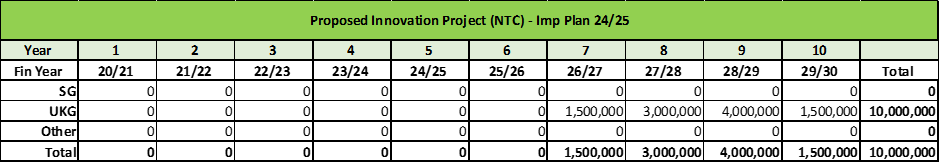 Proposed Innovation Project (NTC) - Imp Plan 24/25
Year 1 2 3 4 5 6 7 8 9 10
Fin Year 20/21 21/22 22/23 23/24 24/25 25/26 26/27 27/28 28/29 29/30 Total
SG 0 0 0 0 0 0 0 0 0 0 0
UKG 0 0 0 0 0 0 1,500,000 3,000,000 4,000,000 1,500,000 10,000,000
Other 0 0 0 0 0 0 0 0 0 0 0
Total 0 0 0 0 0 0 1,500,000 3,000,000 4,000,000 1,500,000 10,000,000